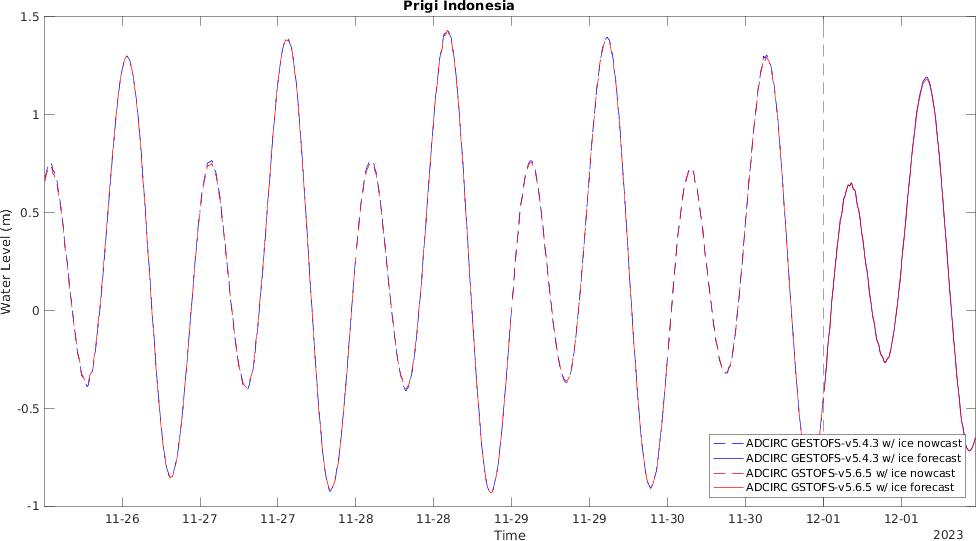 Prigi Indonesia
1.5
1
0.5
0
-0.5
-1
Water Level (m)
ADCIRC GESTOFS-v5.4.3 w/ ice nowcast
ADCIRC GESTOFS-v5.4.3 w/ ice forecast
ADCIRC GSTOFS-v5.6.5 w/ ice nowcast
ADCIRC GSTOFS-v5.6.5 w/ ice forecast
11-26 11-27 11-27 11-28 11-28 11-29 11-29 11-30 11-30 12-01 12-01
Time
2023